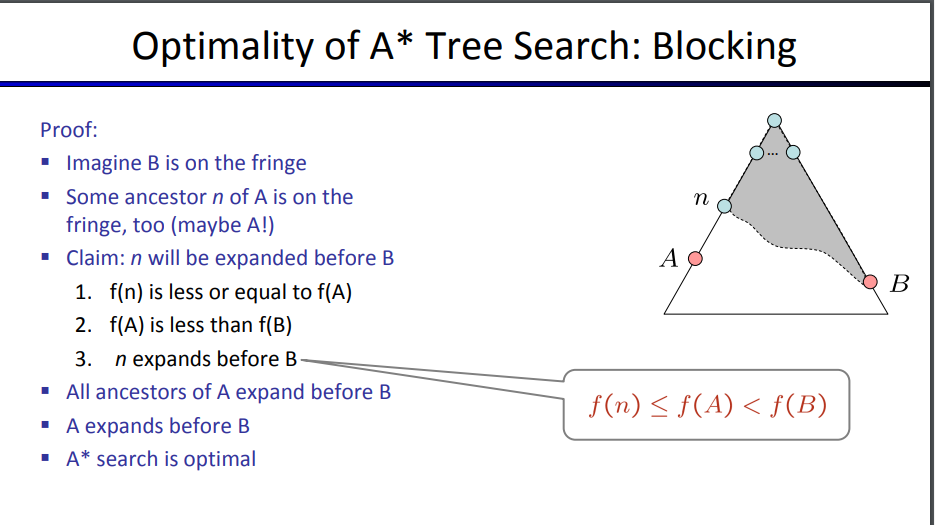 Optimality of A* Tree Search: Blocking
Proof:
▪ Imagine B is on the fringe
▪ Some ancestor n of A is on the
fringe, too (maybe A!)
▪ Claim: n will be expanded before B
1. f(n) is less or equal to f(A)
2. f(A) is less than f(B)
3. n expands before B
▪ All ancestors of A expand before B
▪ A expands before B
▪ A* search is optimal
...
n
A
B
f(n) ≤ f(A) < f(B)